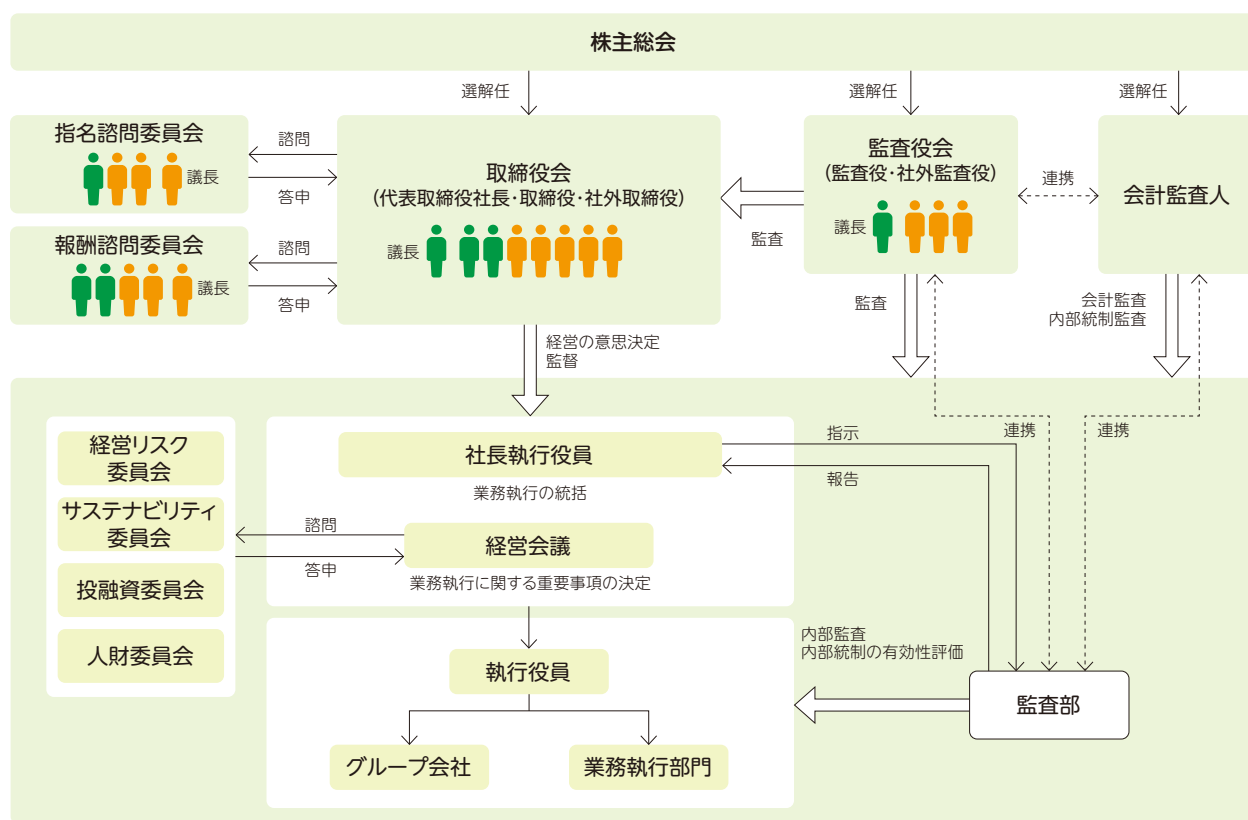 株主総会
選解任
選解任
選解任
指名諮問委員会
議長
諮問
答申
報酬諮問委員会
議長
諮問
答申
取締役会
(代表取締役社長・取締役・社外取締役)
議長
監査
監査役会
(監査役・社外監査役)
議長
連携
会計監査人
経営の意思決定
監督
監査
会計監査
内部統制監査
経営リスク
委員会
サステナビリティ
委員会
投融資委員会
人財委員会
諮問
答申
社長執行役員
業務執行の統括
経営会議
業務執行に関する重要事項の決定
指示
報告
連携
連携
執行役員
グループ会社
業務執行部門
内部監査
内部統制の有効性評価
監査部